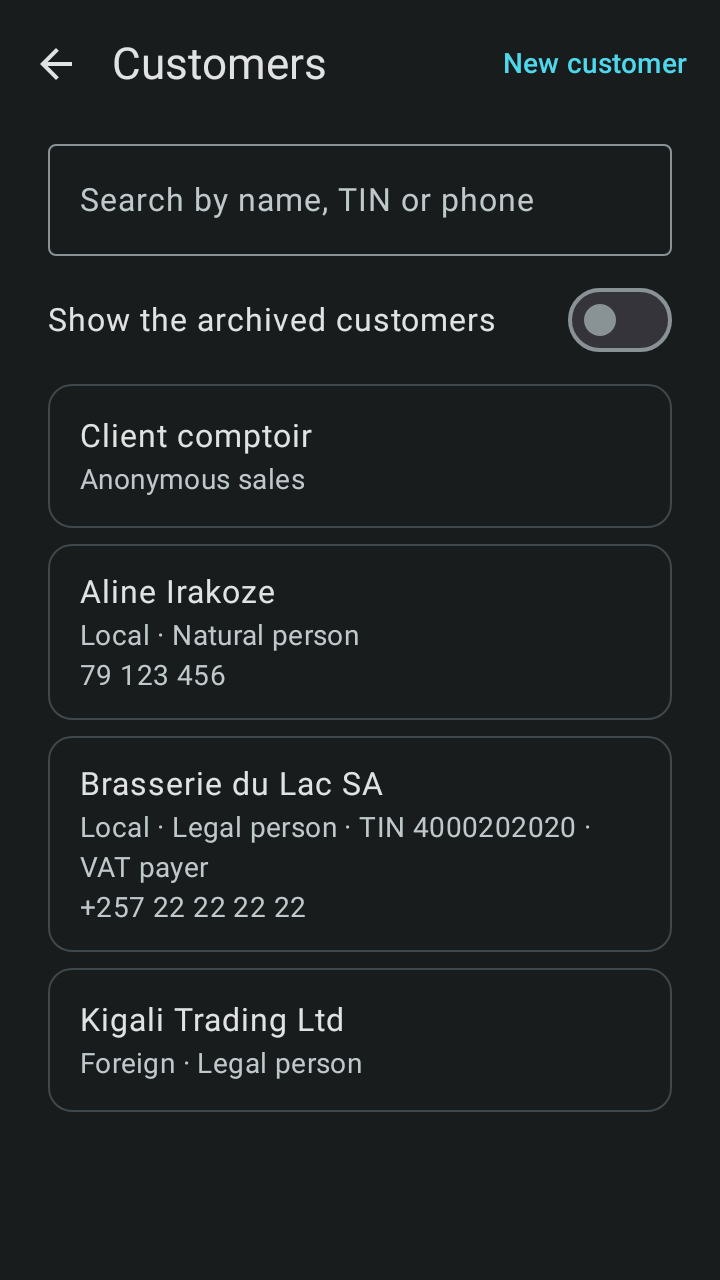 Customers
New customer
Search by name, TIN or phone
Show the archived customers
Client comptoir
Anonymous sales
Aline Irakoze
Local · Natural person
79 123 456
Brasserie du Lac SA
Local · Legal person · TIN 4000202020 ·
VAT payer
+257 22 22 22 22
Kigali Trading Ltd
Foreign · Legal person